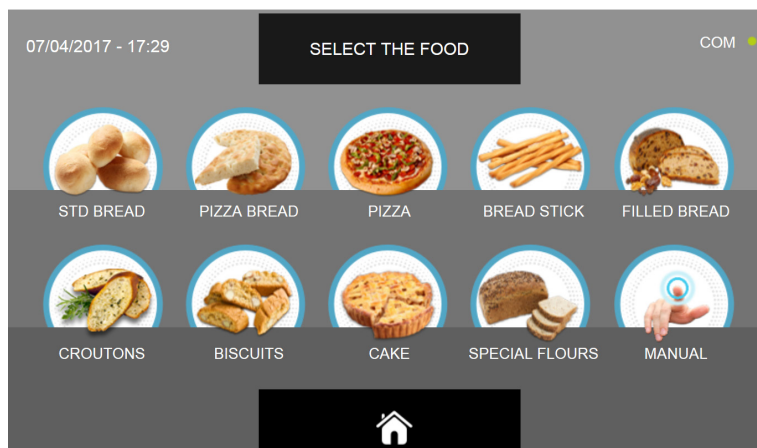 07/04/2017 - 17:29
SELECT THE FOOD
COM
STD BREAD
PIZZA BREAD
PIZZA
BREAD STICK
FILLED BREAD
CROUTONS
BISCUITS
CAKE
SPECIAL FLOURS
MANUAL